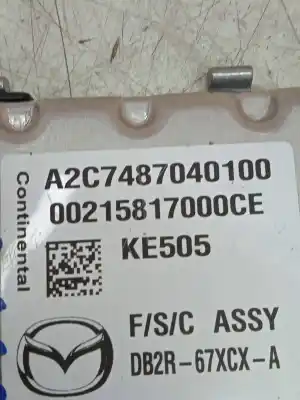 Continental
A2C7487040100
00215817000CE
KE505
F/S/C ASSY
DB2R-67XCX-A